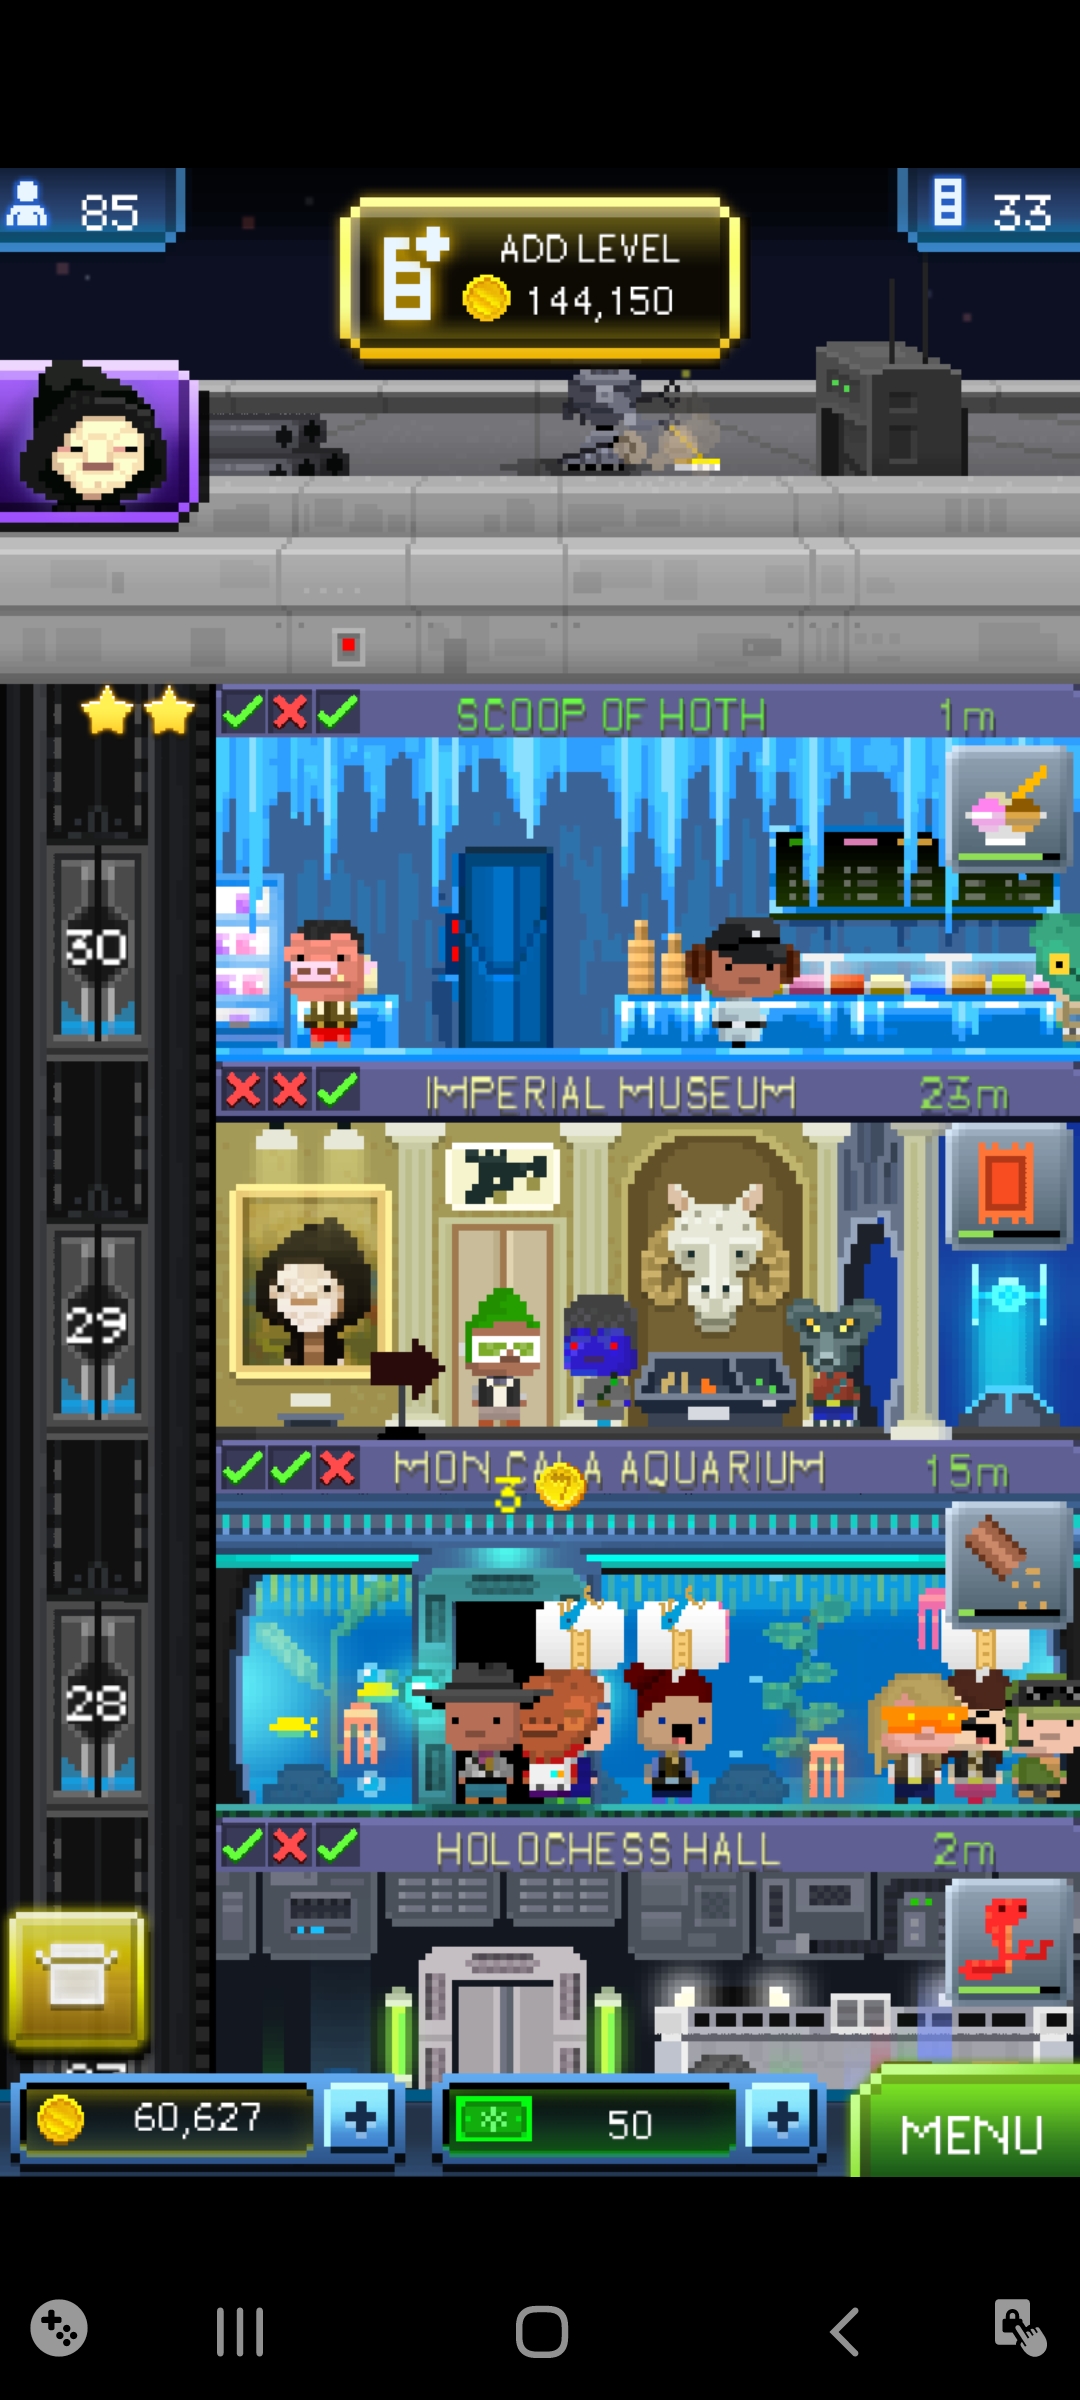 85
ADD LEVEL
144,150
33
SCOOP OF HOTH 1m
30
IMPERIAL MUSEUM 23m
29
MON CALA AQUARIUM 15m
3
28
HOLOCHESS HALL 2m
60,627
50
MENU